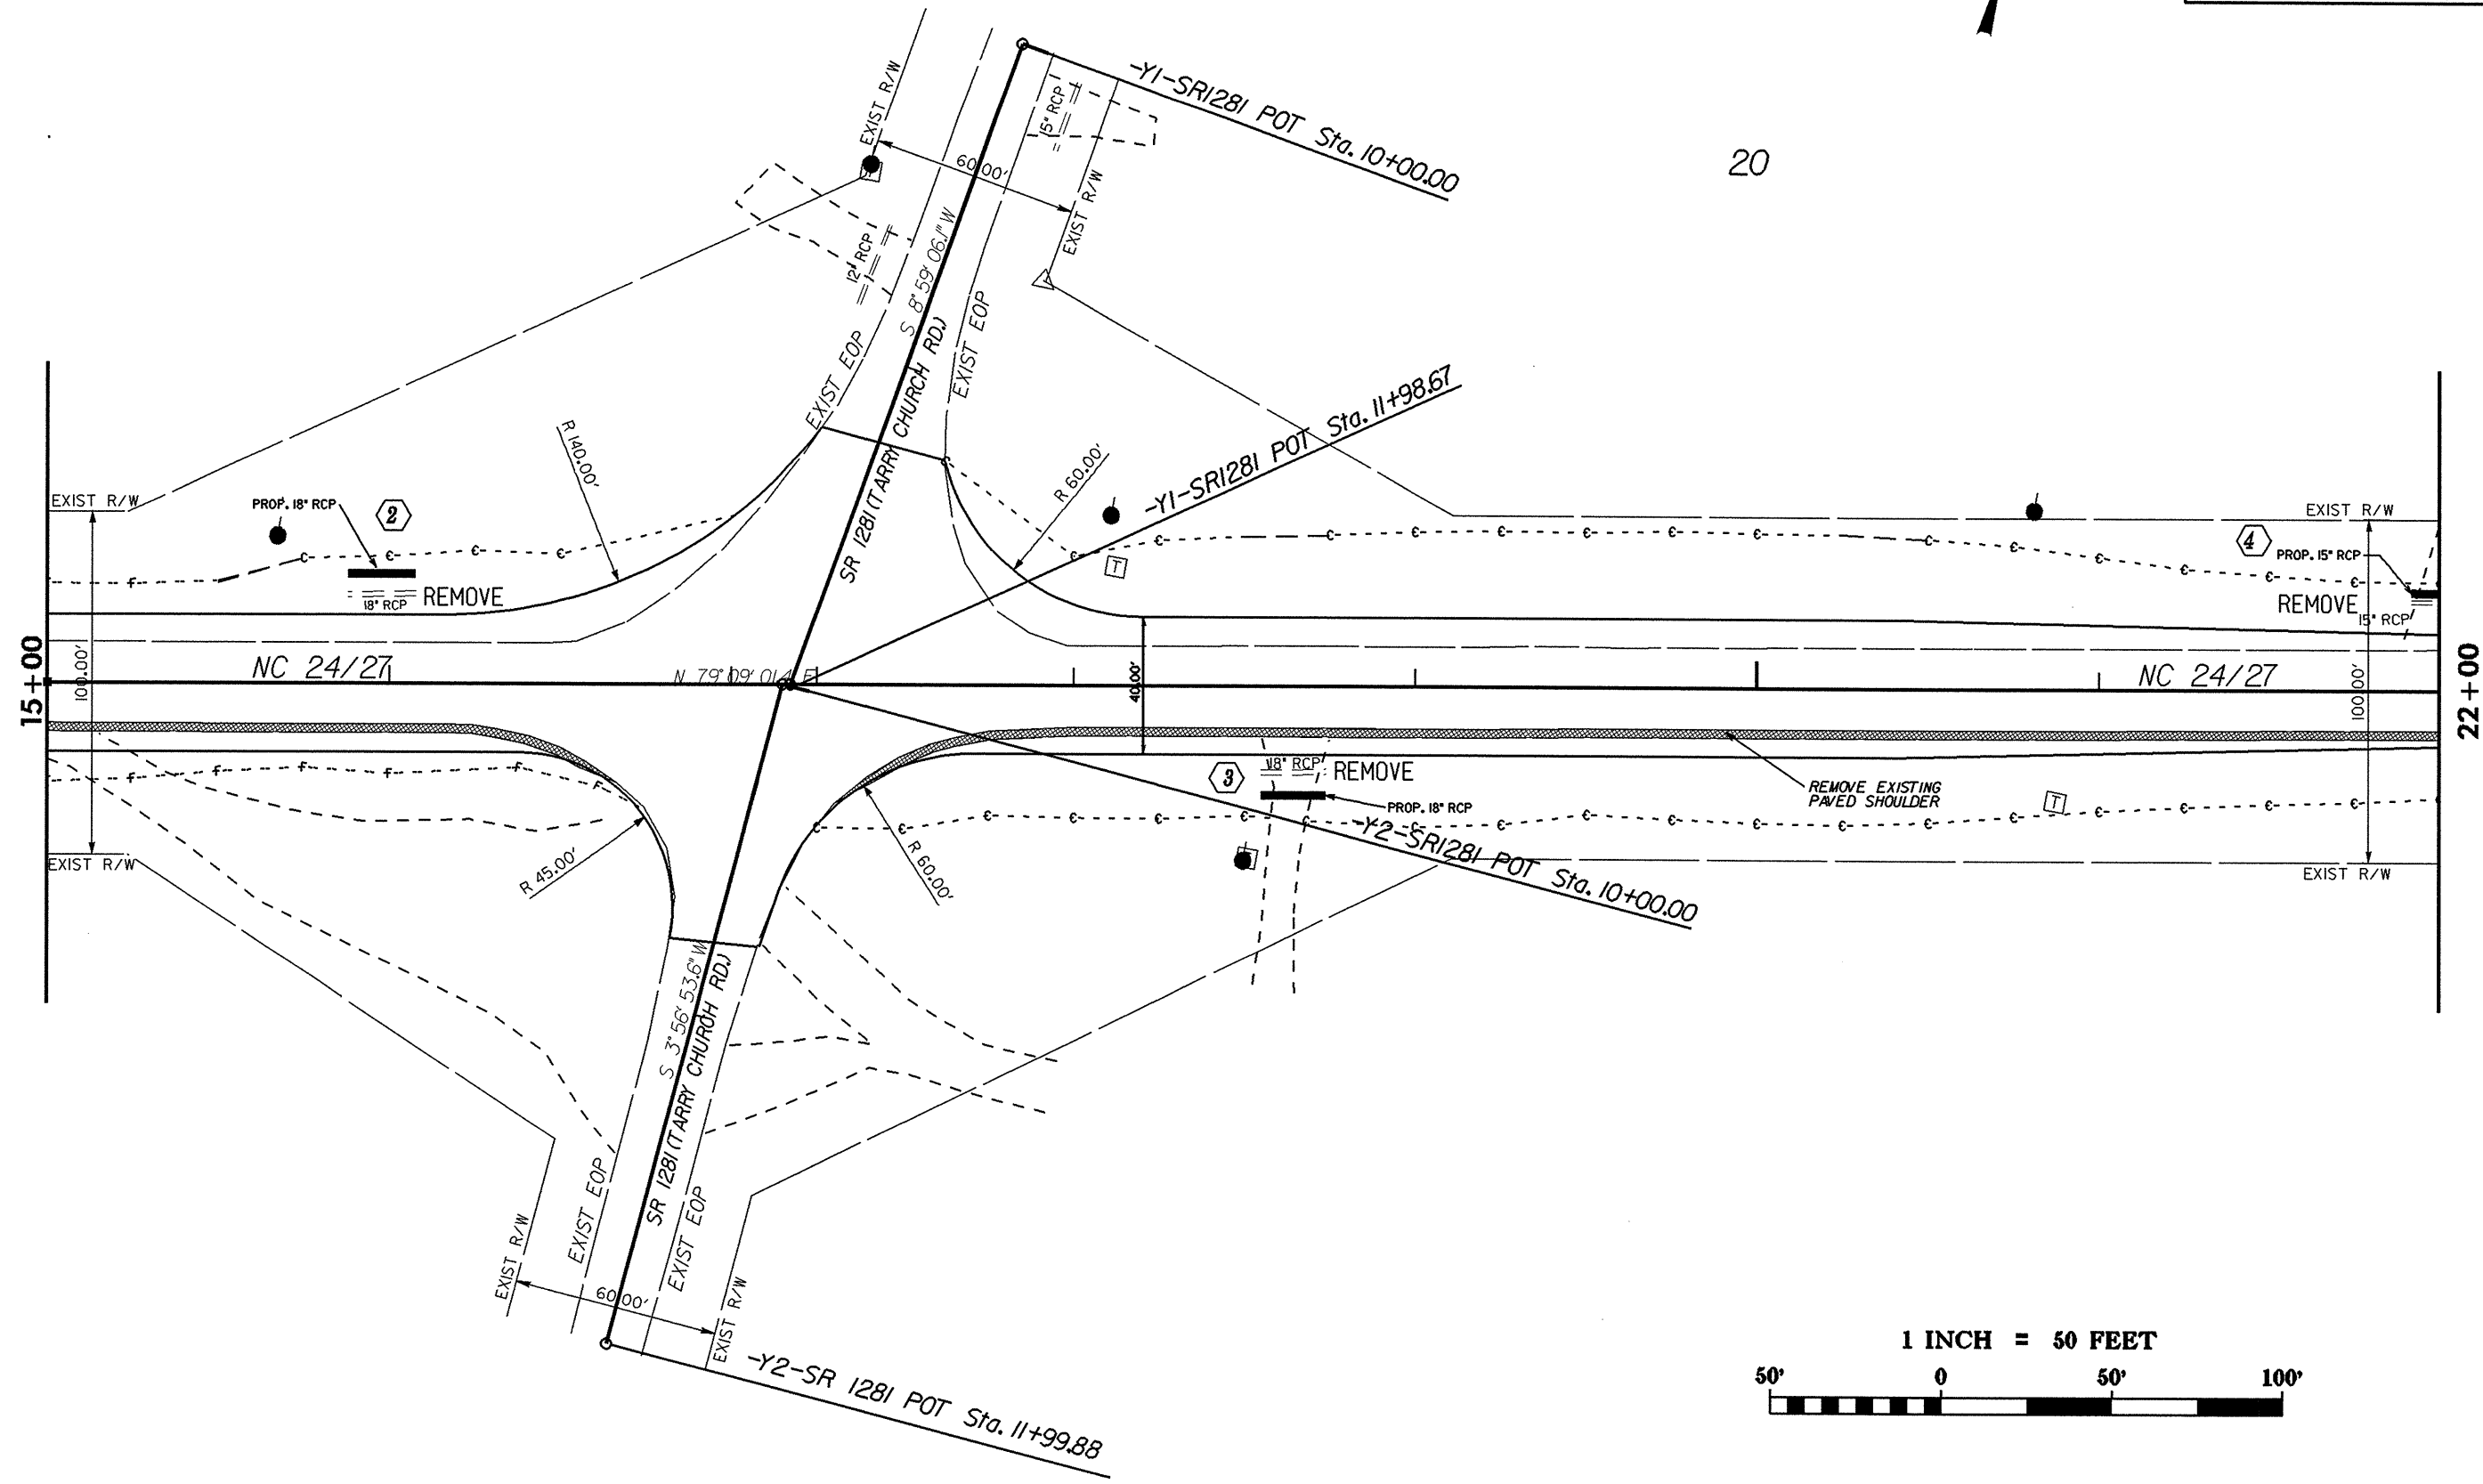 -Y1-SR1281 POT Sta. 10+00.00
EXIST R/W
15" RCP
60.00'
20
EXIST R/W
12" RCP
S 8° 59' 06.1" W
EXIST EOP
EXIST EOP
SR 1281 (TARRY CHURCH RD.)
-Y1-SR1281 POT Sta. 11+98.67
R 140.00'
R 60.00'
EXIST R/W
PROP. 18" RCP
2
18" RCP
REMOVE
EXIST R/W
4
PROP. 15" RCP
REMOVE
15" RCP
15+00
100.00'
NC 24/27
N 79° 09' 01.4" E
40.00'
NC 24/27
100.00'
22+00
3
18" RCP
REMOVE
PROP. 18" RCP
REMOVE EXISTING
PAVED SHOULDER
T
T
EXIST R/W
R 45.00'
R 60.00'
-Y2-SR1281 POT Sta. 10+00.00
EXIST R/W
S 3° 56' 53.6" W
SR 1281 (TARRY CHURCH RD.)
EXIST EOP
EXIST EOP
EXIST R/W
60.00'
EXIST R/W
-Y2-SR 1281 POT Sta. 11+99.88
1 INCH = 50 FEET
50' 0 50' 100'